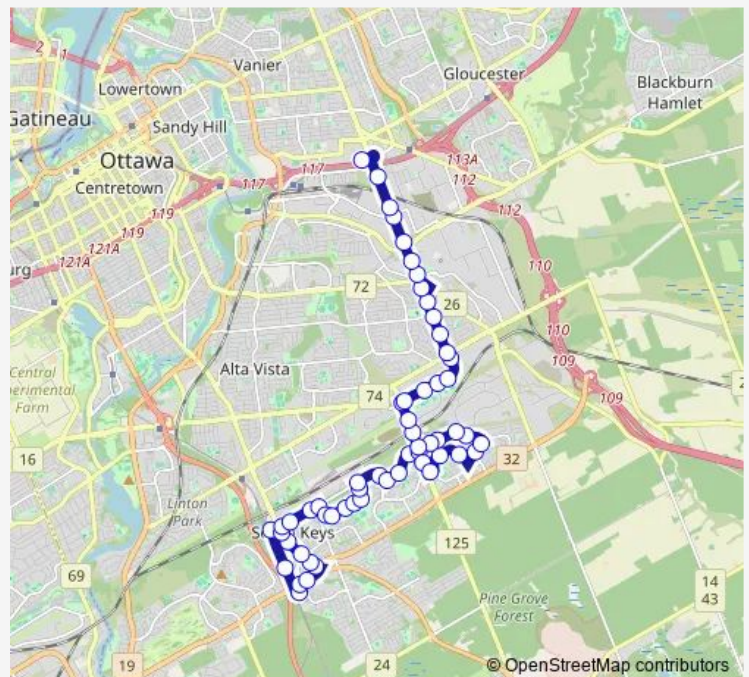 2
1
Vanier
Lowertown
Gloucester
Blackburn
Hamlet
Gatineau
Sandy Hill
Ottawa
Centretown
117
117
113A
112
112
119
119
121A
121A
110
110
72
26
109
109
Alta Vista
74
Central
16
Linton
Park
32
Keys
125
69
Pine Grove
Forest
14
43
19
24
© OpenStreetMap contributors